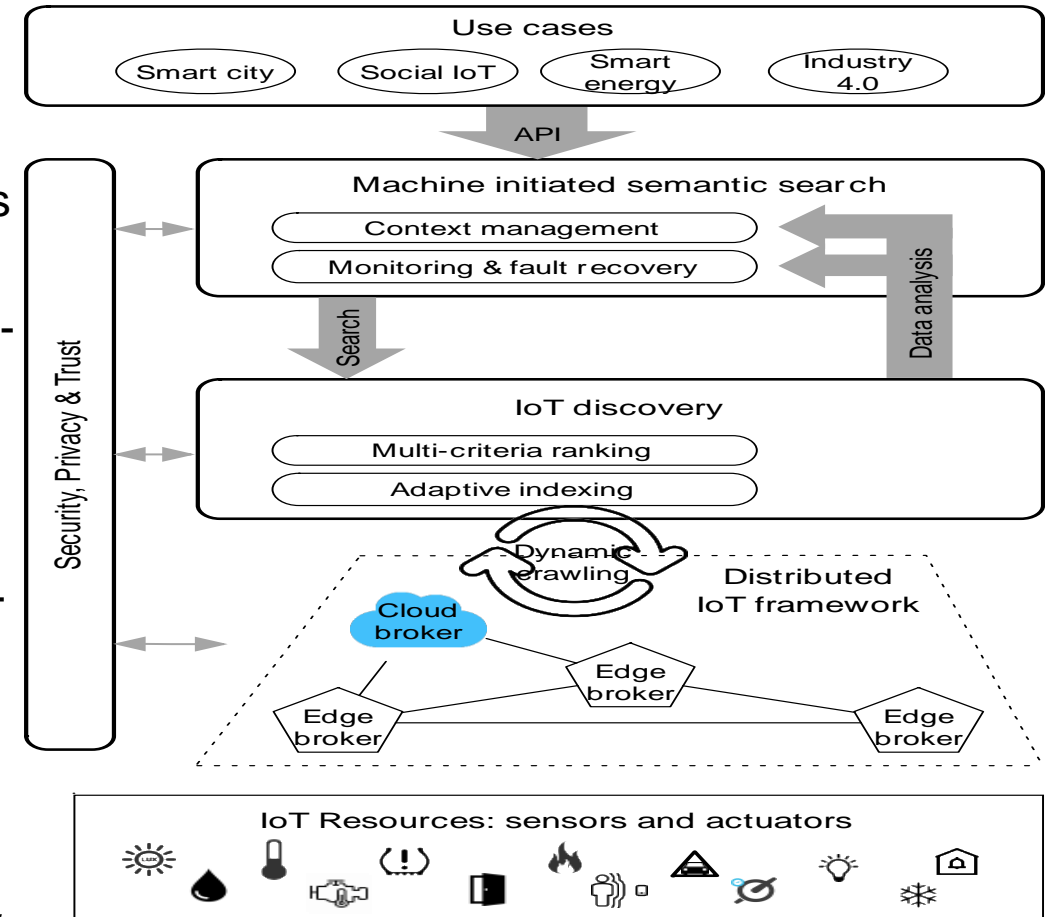 Use cases
Smart city
Social IoT
Smart
energy
Industry
4.0
API
s
Machine initiated semantic search
Context management
Monitoring & fault recovery
-
Search
Data analysis
Security, Privacy & Trust
IoT discovery
Multi-criteria ranking
Adaptive indexing
Dynamic
crawling
Distributed
IoT framework
Cloud
broker
Edge
broker
Edge
broker
Edge
broker
IoT Resources: sensors and actuators
LUX